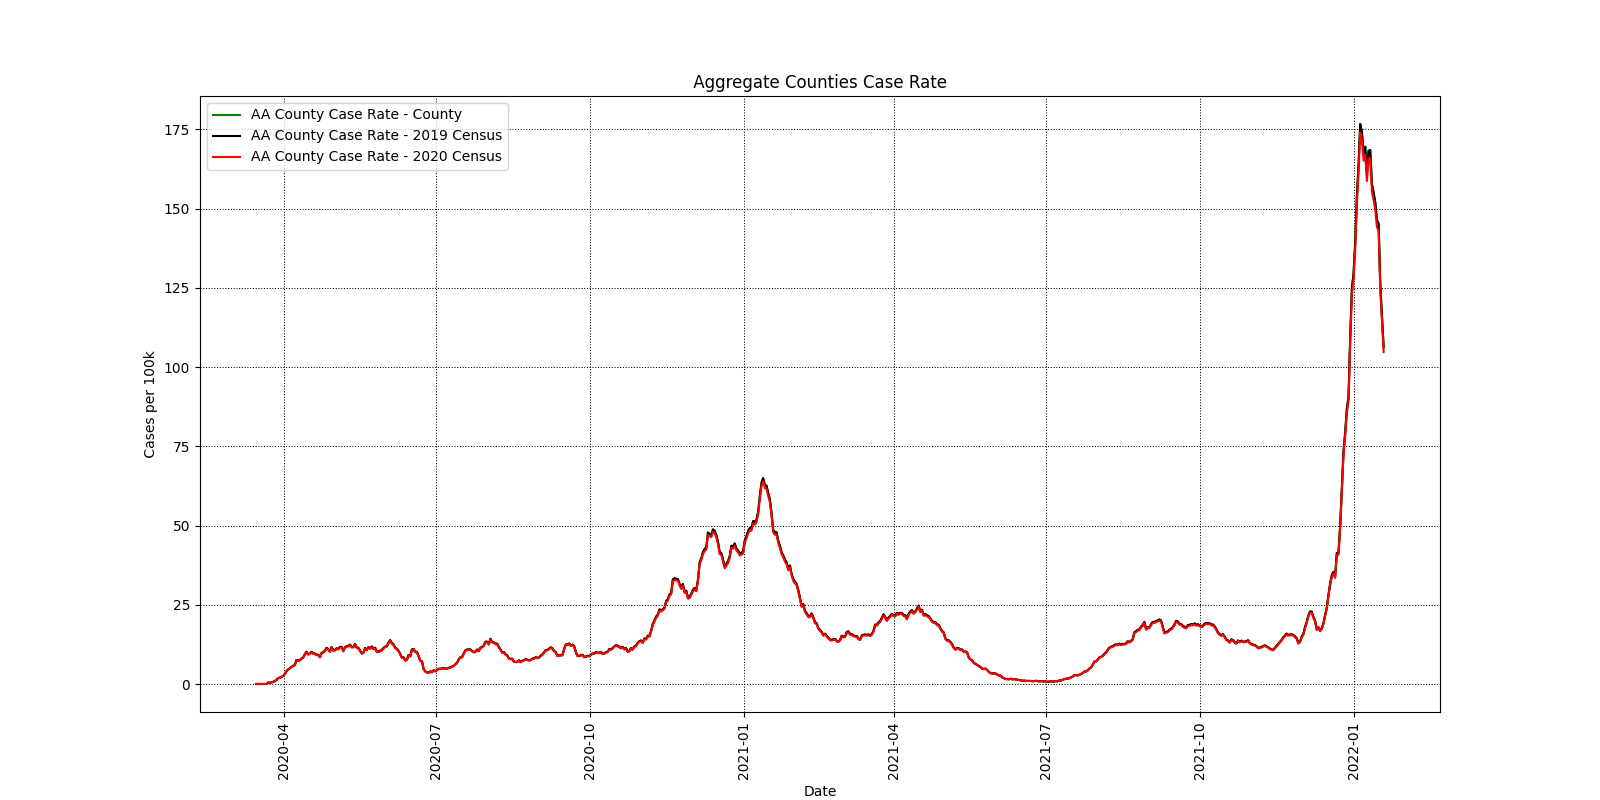 Aggregate Counties Case Rate
AA County Case Rate - County
AA County Case Rate - 2019 Census
AA County Case Rate - 2020 Census
175
150
125
100
75
50
25
0
Cases per 100k
2020-04
2020-07
2020-10
2021-01
2021-04
2021-07
2021-10
2022-01
Date